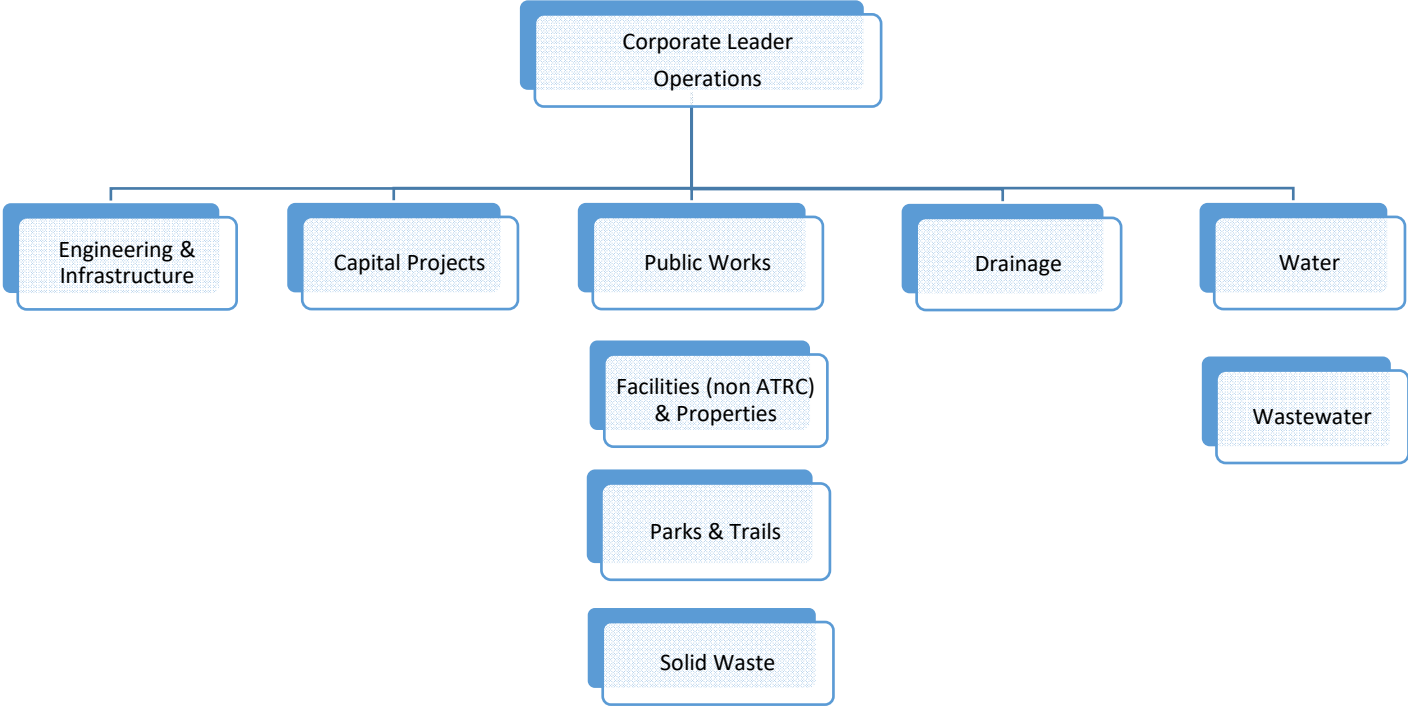 Corporate Leader
Operations
Engineering &
Infrastructure
Capital Projects
Public Works
Drainage
Water
Facilities (non ATRC)
& Properties
Wastewater
Parks & Trails
Solid Waste